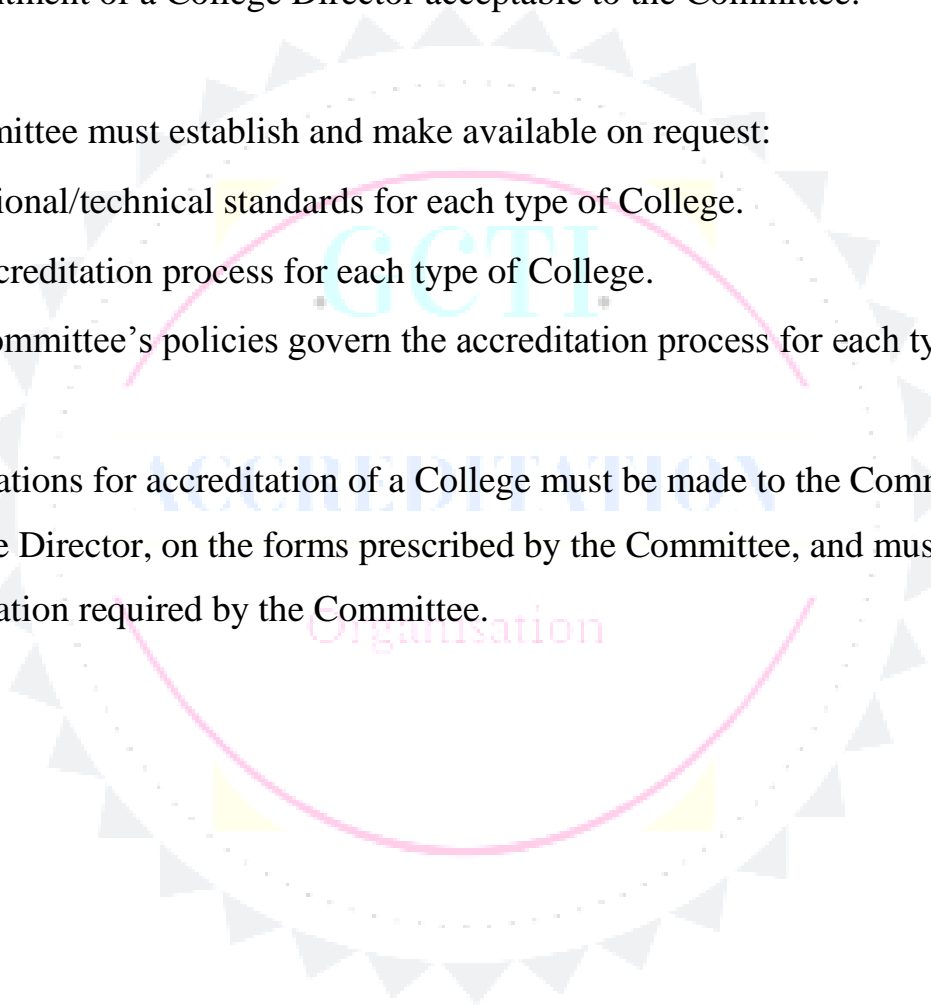 itment of a College Director acceptable to the Committee.
mittee must establish and make available on request:
ional/technical standards for each type of College.
creditation process for each type of College.
ommittee’s policies govern the accreditation process for each ty
GCTI
ACCREDITATION
ations for accreditation of a College must be made to the Comm
e Director, on the forms prescribed by the Committee, and mus
ation required by the Committee.
Organisation